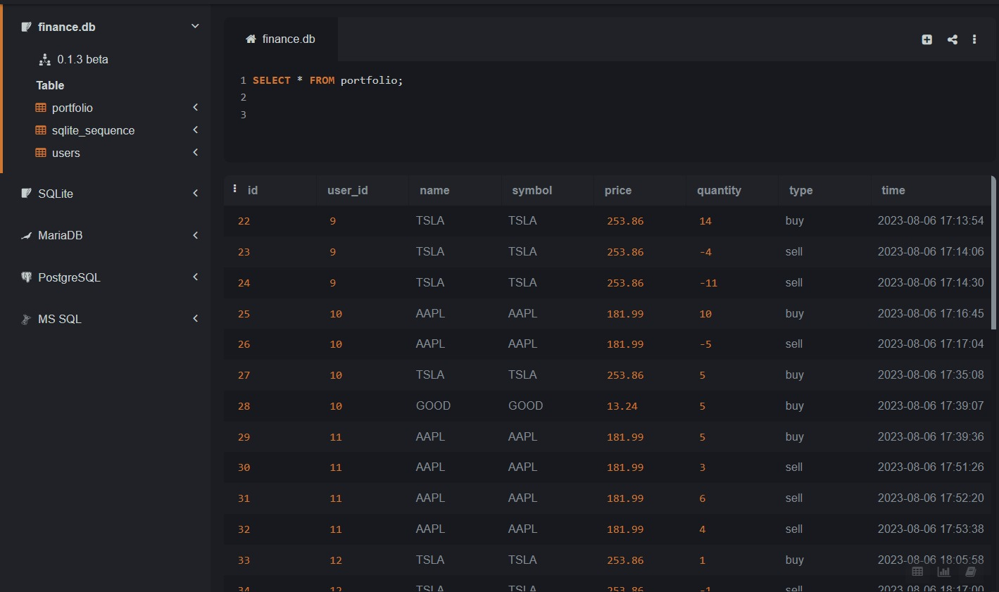 finance.db
0.1.3 beta
Table
portfolio
sqlite_sequence
users
SQLite
MariaDB
PostgreSQL
MS SQL
finance.db
1 SELECT * FROM portfolio;
2
3
id user_id name symbol price quantity type time
22 9 TSLA TSLA 253.86 14 buy 2023-08-06 17:13:54
23 9 TSLA TSLA 253.86 -4 sell 2023-08-06 17:14:06
24 9 TSLA TSLA 253.86 -11 sell 2023-08-06 17:14:30
25 10 AAPL AAPL 181.99 10 buy 2023-08-06 17:16:45
26 10 AAPL AAPL 181.99 -5 sell 2023-08-06 17:17:04
27 10 TSLA TSLA 253.86 5 buy 2023-08-06 17:35:08
28 10 GOOD GOOD 13.24 5 buy 2023-08-06 17:39:07
29 11 AAPL AAPL 181.99 5 buy 2023-08-06 17:39:36
30 11 AAPL AAPL 181.99 3 sell 2023-08-06 17:51:26
31 11 AAPL AAPL 181.99 6 sell 2023-08-06 17:52:20
32 11 AAPL AAPL 181.99 4 sell 2023-08-06 17:53:38
33 12 TSLA TSLA 253.86 1 buy 2023-08-06 18:05:58
34 12 TSLA TSLA 253.86 -1 sell 2023-08-06 18:17:00